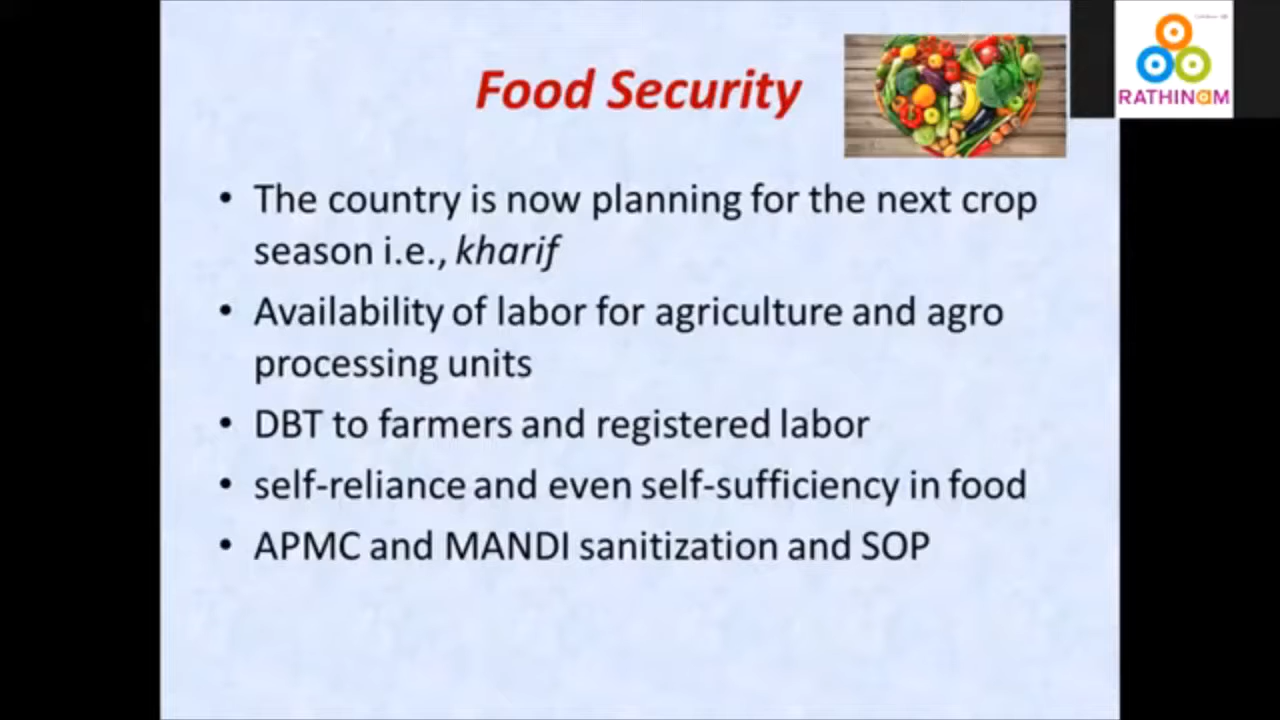 Food Security
RATHINAM
• The country is now planning for the next crop
season i.e., kharif
• Availability of labor for agriculture and agro
processing units
• DBT to farmers and registered labor
• self-reliance and even self-sufficiency in food
• APMC and MANDI sanitization and SOP